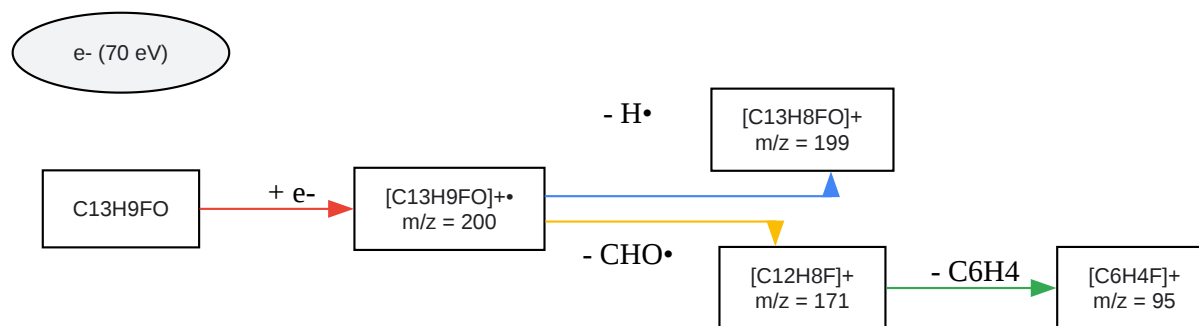 e- (70 eV)
- H•
[C13H8FO]+
m/z = 199
C13H9FO
+ e-
[C13H9FO]+•
m/z = 200
- CHO•
[C12H8F]+
m/z = 171
- C6H4
[C6H4F]+
m/z = 95